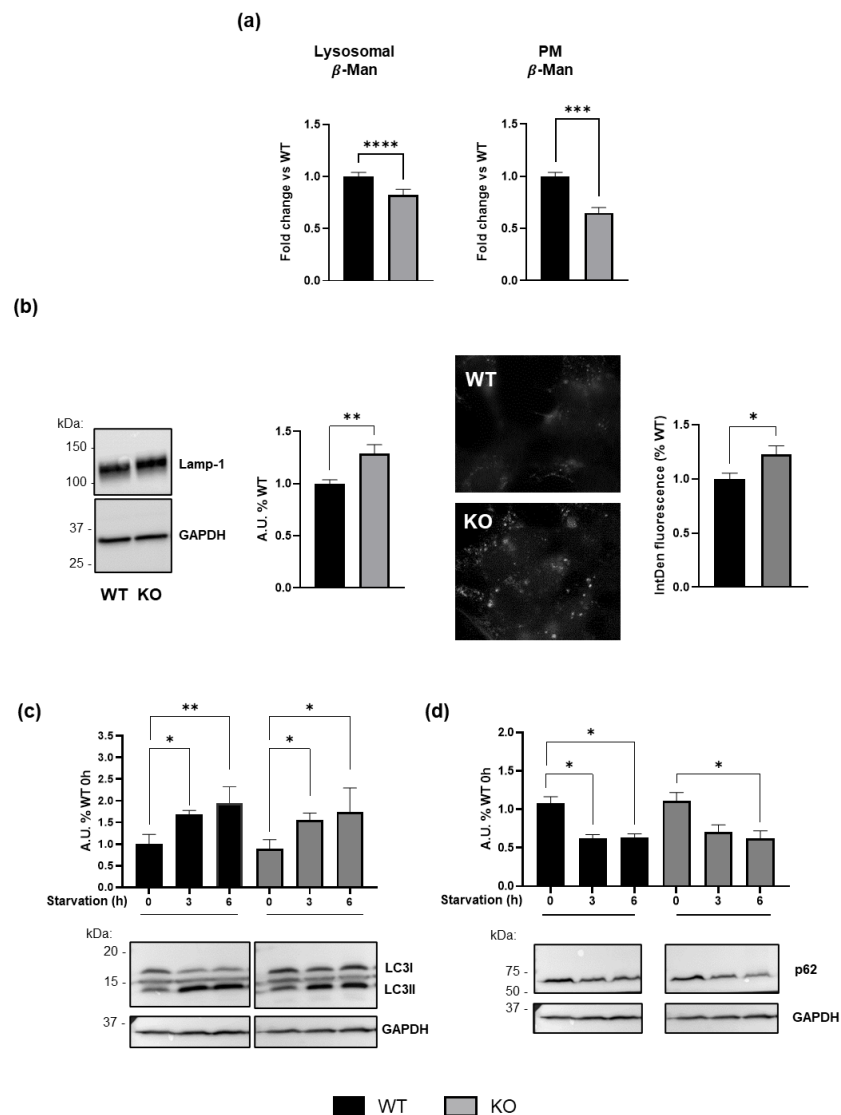 (a)
Lysosomal
β-Man
PM
β-Man
Fold change vs WT
1.5
1.0
0.5
0.0
****
Fold change vs WT
1.5
1.0
0.5
0.0
***
(b)
kDa:
150 -
100 -
37 -
25 -
Lamp-1
GAPDH
WT KO
A.U. % WT
1.5
1.0
0.5
0.0
**
WT
KO
IntDen fluorescence (% WT)
1.5
1.0
0.5
0.0
*
(c)
A.U. % WT 0h
3.5
3.0
2.5
2.0
1.5
1.0
0.5
0.0
**
*
*
*
Starvation (h) 0 3 6 0 3 6
kDa:
20 -
15 -
37 -
LC3I
LC3II
GAPDH
(d)
A.U. % WT 0h
2.0
1.5
1.0
0.5
0.0
*
*
*
Starvation (h) 0 3 6 0 3 6
kDa:
75 -
50 -
37 -
p62
GAPDH
WT KO